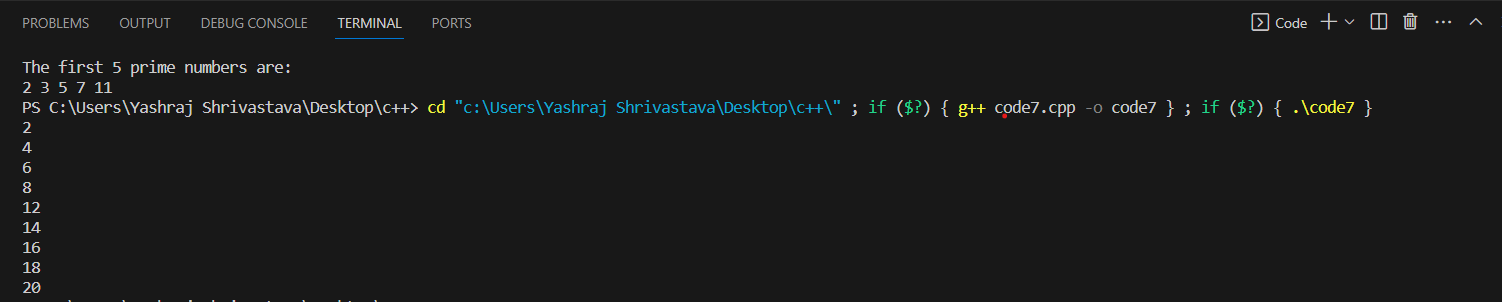 PROBLEMS OUTPUT DEBUG CONSOLE TERMINAL PORTS Code
The first 5 prime numbers are:
2 3 5 7 11
PS C:\Users\Yashraj Shrivastava\Desktop\c++> cd "c:\Users\Yashraj Shrivastava\Desktop\c++\" ; if ($?) { g++ code7.cpp -o code7 } ; if ($?) { .\code7 }
2
4
6
8
12
14
16
18
20